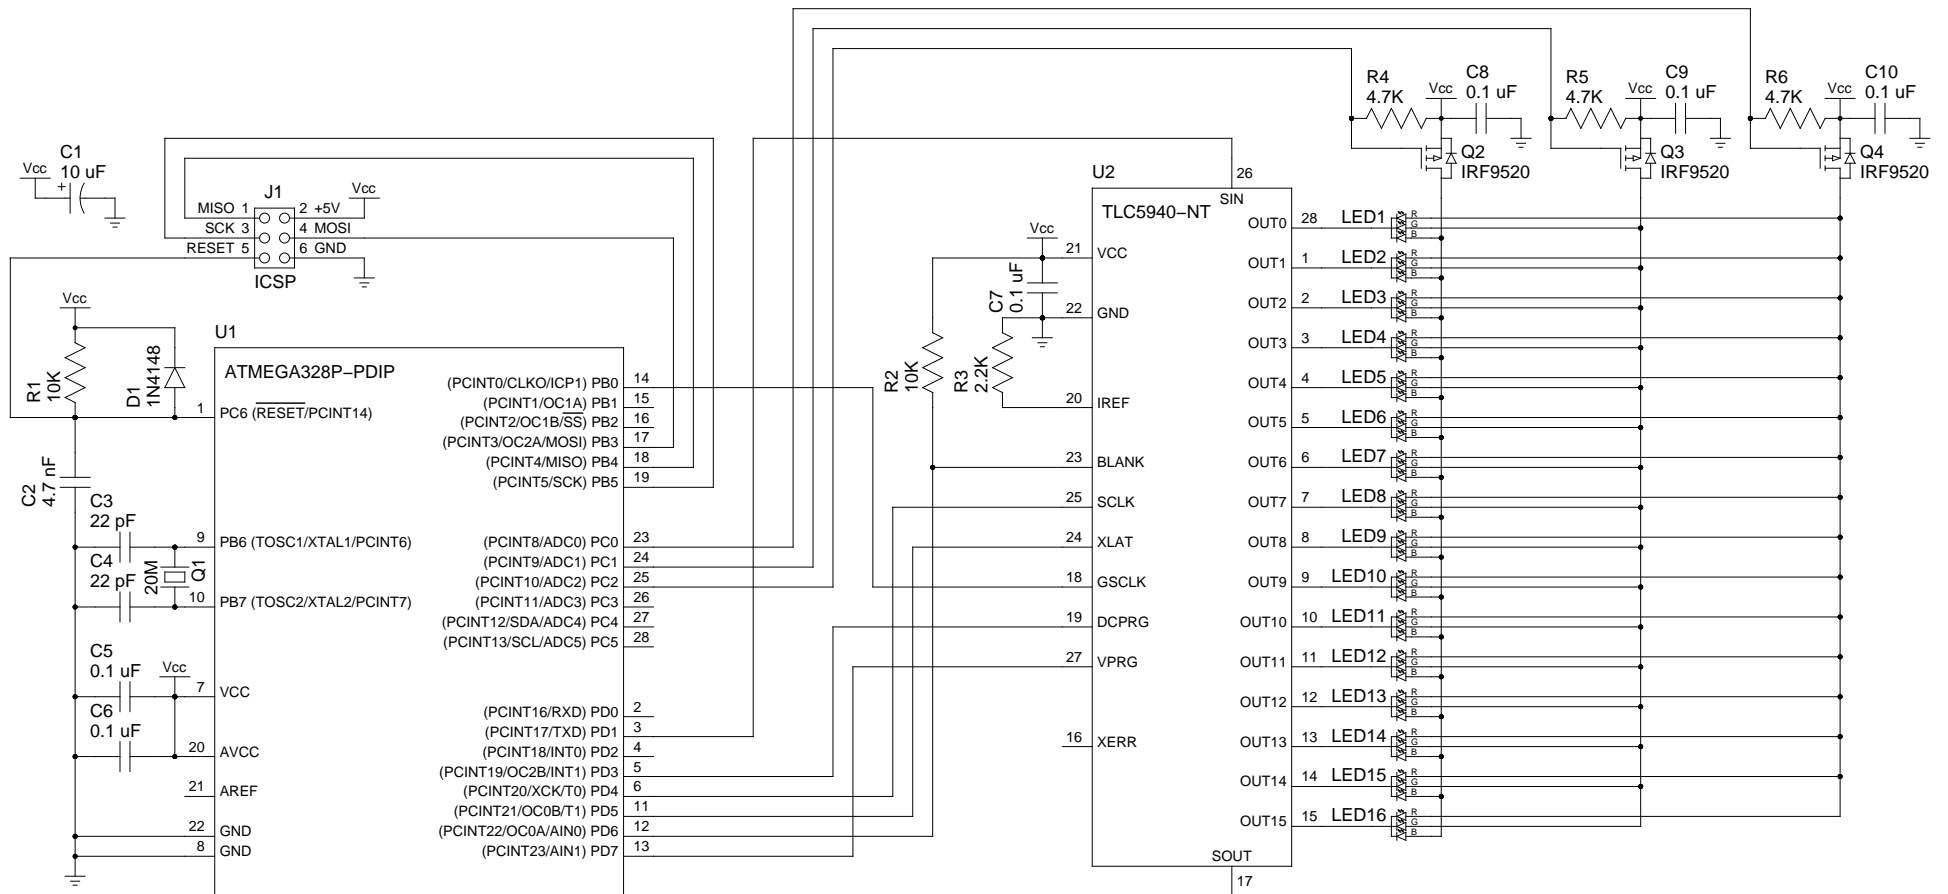 R4
4.7K
Vcc
C8
0.1 uF
R5
4.7K
Vcc
C9
0.1 uF
R6
4.7K
Vcc
C10
0.1 uF
Q2
IRF9520
Q3
IRF9520
Q4
IRF9520
Vcc
C1
10 uF
+
J1
Vcc
MISO 1
2 +5V
SCK 3
4 MOSI
RESET 5
6 GND
ICSP
Vcc
R1
10K
D1
1N4148
C2
4.7 nF
C3
22 pF
C4
22 pF
20M
Q1
C5
0.1 uF
Vcc
C6
0.1 uF
U1
ATMEGA328P-PDIP
1 PC6 (RESET/PCINT14)
9 PB6 (TOSC1/XTAL1/PCINT6)
10 PB7 (TOSC2/XTAL2/PCINT7)
7 VCC
20 AVCC
21 AREF
22 GND
8 GND
(PCINT0/CLKO/ICP1) PB0 14
(PCINT1/OC1A) PB1 15
(PCINT2/OC1B/SS) PB2 16
(PCINT3/OC2A/MOSI) PB3 17
(PCINT4/MISO) PB4 18
(PCINT5/SCK) PB5 19
(PCINT8/ADC0) PC0 23
(PCINT9/ADC1) PC1 24
(PCINT10/ADC2) PC2 25
(PCINT11/ADC3) PC3 26
(PCINT12/SDA/ADC4) PC4 27
(PCINT13/SCL/ADC5) PC5 28
(PCINT16/RXD) PD0 2
(PCINT17/TXD) PD1 3
(PCINT18/INT0) PD2 4
(PCINT19/OC2B/INT1) PD3 5
(PCINT20/XCK/T0) PD4 6
(PCINT21/OC0B/T1) PD5 11
(PCINT22/OC0A/AIN0) PD6 12
(PCINT23/AIN1) PD7 13
Vcc
C7
0.1 uF
R2
10K
R3
2.2K
U2
26
SIN
TLC5940-NT
21 VCC
22 GND
20 IREF
23 BLANK
25 SCLK
24 XLAT
18 GSCLK
19 DCPRG
27 VPRG
16 XERR
SOUT
17
OUT0 28 LED1
R
G
B
OUT1 1 LED2
R
G
B
OUT2 2 LED3
R
G
B
OUT3 3 LED4
R
G
B
OUT4 4 LED5
R
G
B
OUT5 5 LED6
R
G
B
OUT6 6 LED7
R
G
B
OUT7 7 LED8
R
G
B
OUT8 8 LED9
R
G
B
OUT9 9 LED10
R
G
B
OUT10 10 LED11
R
G
B
OUT11 11 LED12
R
G
B
OUT12 12 LED13
R
G
B
OUT13 13 LED14
R
G
B
OUT14 14 LED15
R
G
B
OUT15 15 LED16
R
G
B